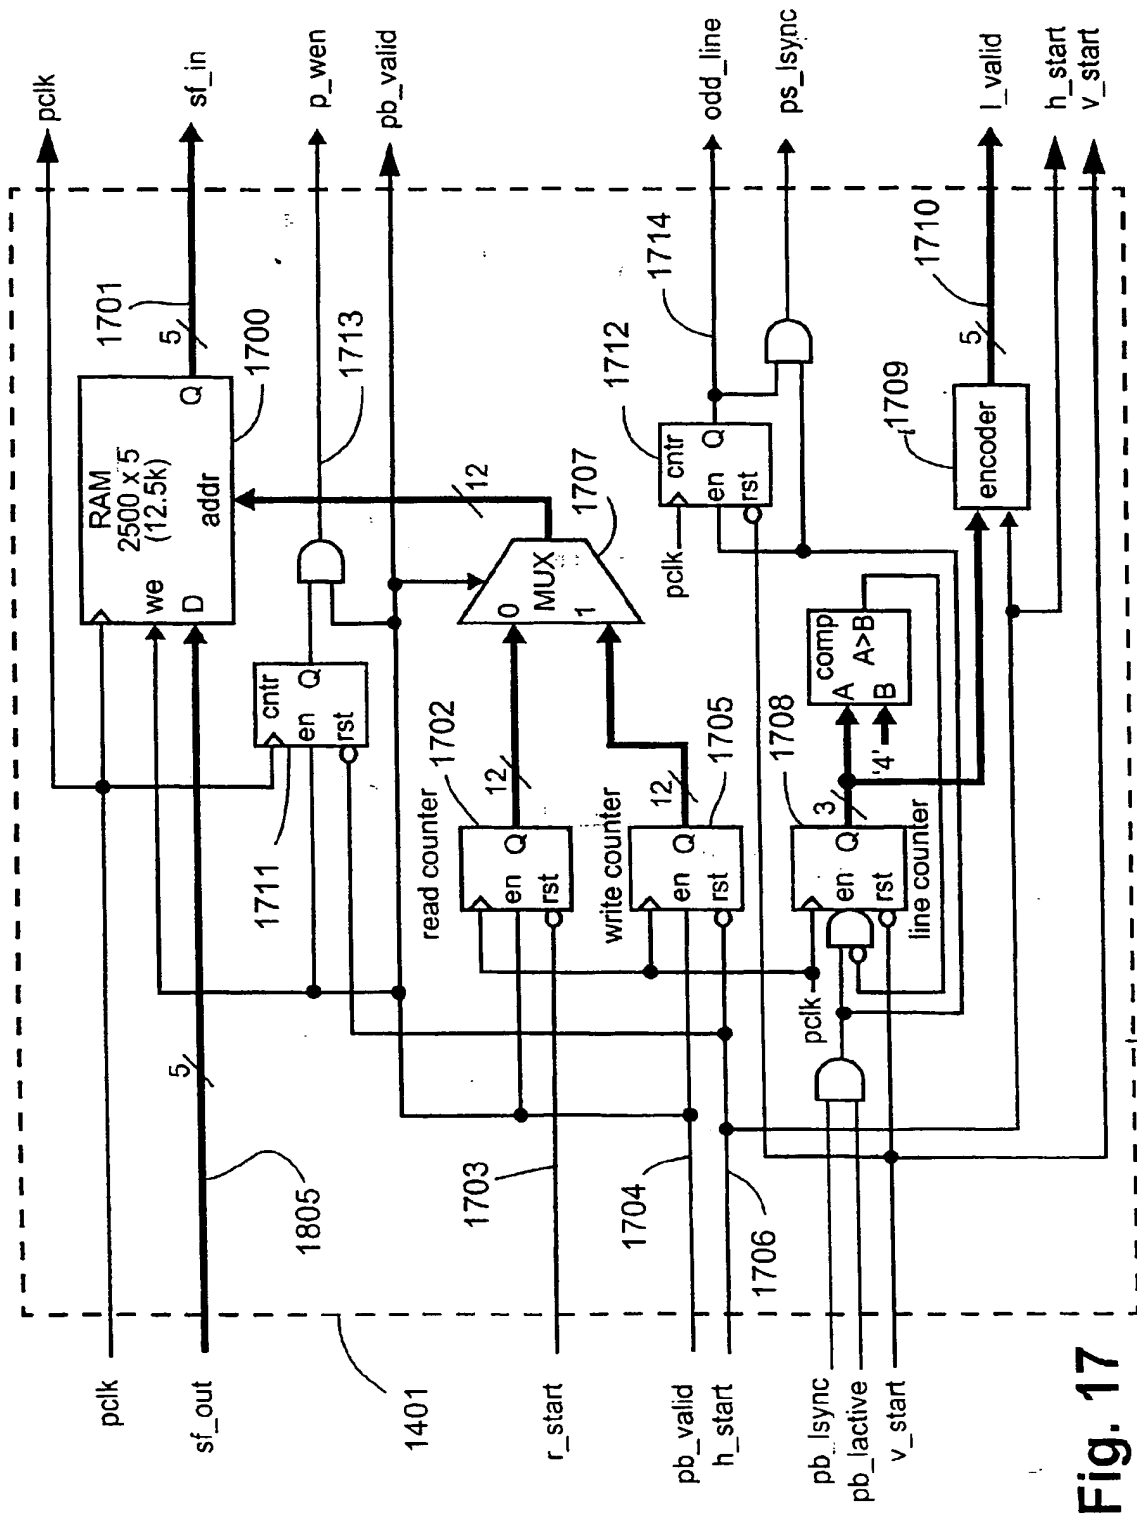 pclk
sf_out
1401
r_start
pb_valid
h_start
pb_lsync
pb_lactive
v_start
Fig. 17
1805
5
1703
1704
1706
1711
read counter
1702
en
Q
rst
12
write counter
1705
en
Q
rst
12
pclk
1708
en
Q
rst
line counter
3
cntr
en
Q
rst
RAM
2500 x 5
(12.5k)
we
D
addr
Q
1700
5
1701
1713
0
MUX
1
1707
12
comp
A
A>B
B
'4'
pclk
cntr
en
Q
rst
1712
1714
encoder
1709
5
1710
pclk
sf_in
p_wen
pb_valid
odd_line
ps_lsync
l_valid
h_start
v_start